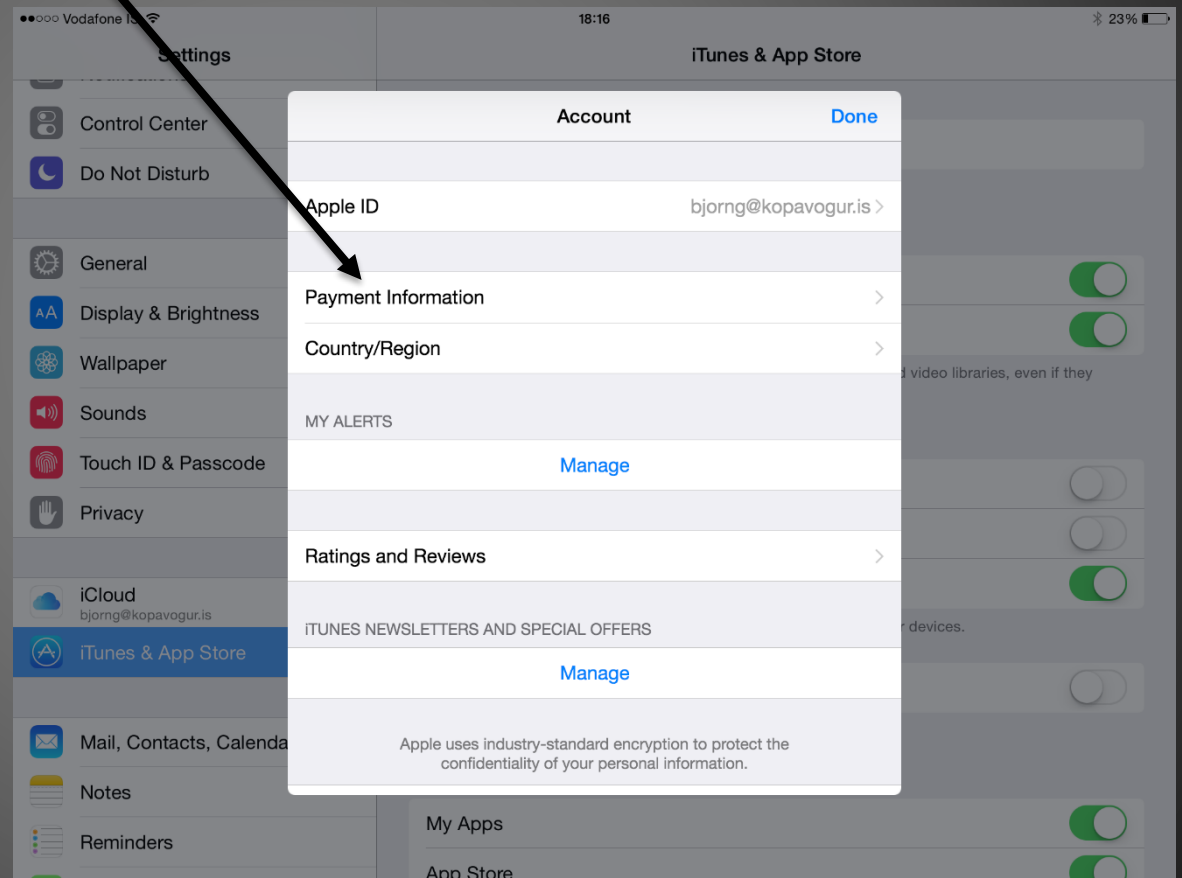 Vodafone
18:16
23%
Settings
iTunes & App Store
Control Center
Do Not Disturb
General
Display & Brightness
Wallpaper
Sounds
Touch ID & Passcode
Privacy
iCloud
bjorng@kopavogur.is
iTunes & App Store
Mail, Contacts, Calenda
Notes
Reminders
Account
Done
Apple ID
bjorng@kopavogur.is
Payment Information
Country/Region
MY ALERTS
Manage
Ratings and Reviews
iTUNES NEWSLETTERS AND SPECIAL OFFERS
Manage
Apple uses industry-standard encryption to protect the
confidentiality of your personal information.
video libraries, even if they
devices.
My Apps
App Store